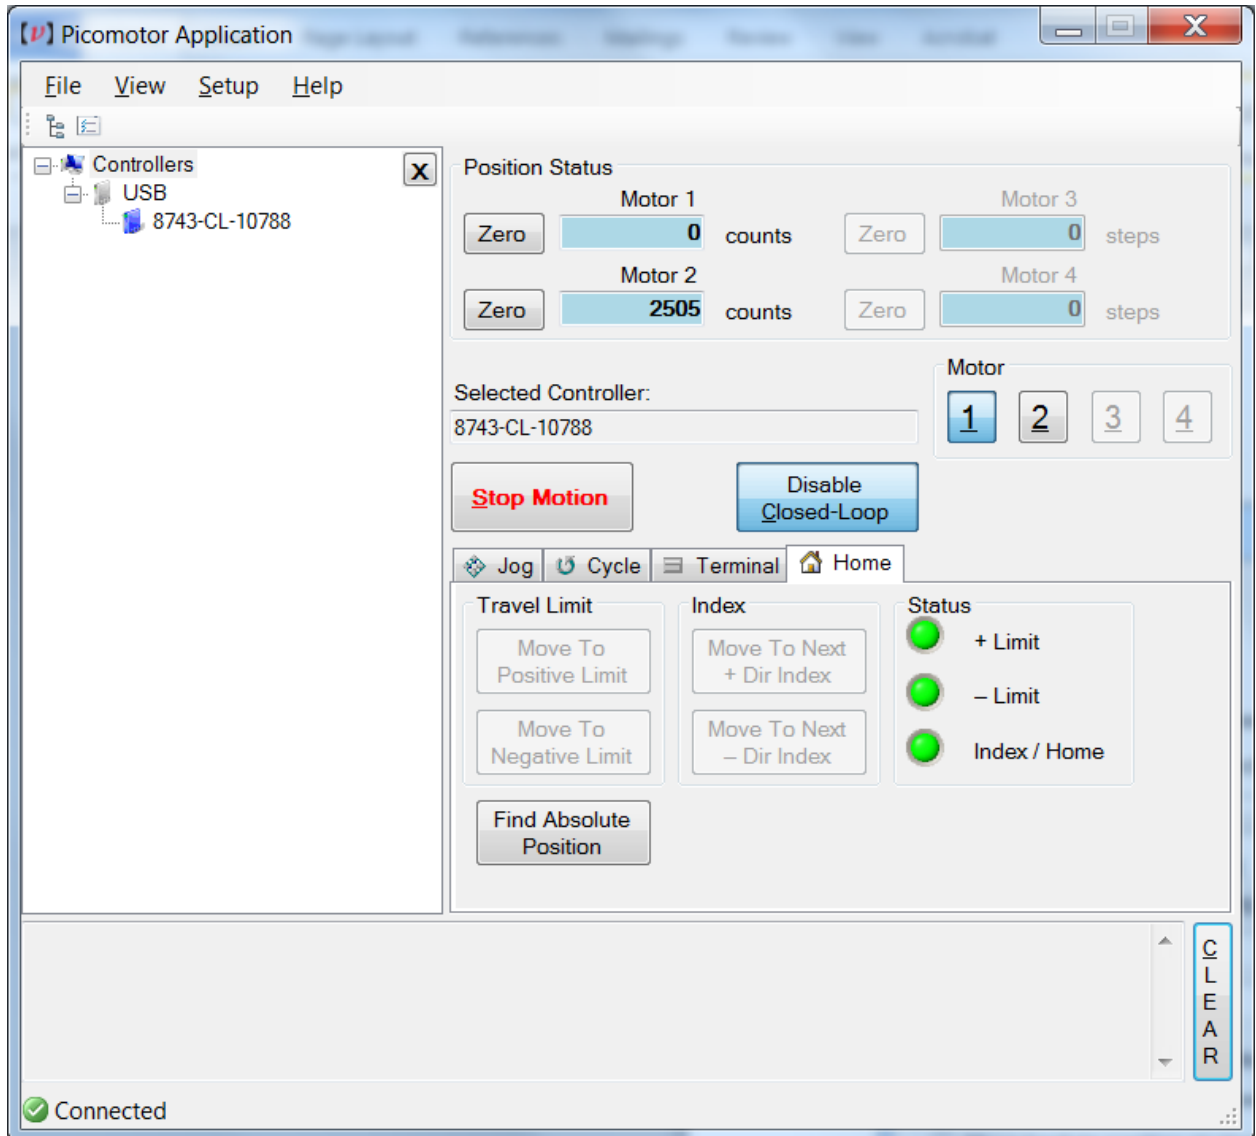 [ν] Picomotor Application
File View Setup Help
Controllers
X
USB
8743-CL-10788
Position Status
Motor 1
Motor 3
Zero 0 counts
Zero 0 steps
Motor 2
Motor 4
Zero 2505 counts
Zero 0 steps
Selected Controller:
8743-CL-10788
Motor
1 2 3 4
Stop Motion
Disable
Closed-Loop
Jog Cycle Terminal Home
Travel Limit
Move To
Positive Limit
Move To
Negative Limit
Index
Move To Next
+ Dir Index
Move To Next
– Dir Index
Status
+ Limit
– Limit
Index / Home
Find Absolute
Position
CLEAR
Connected